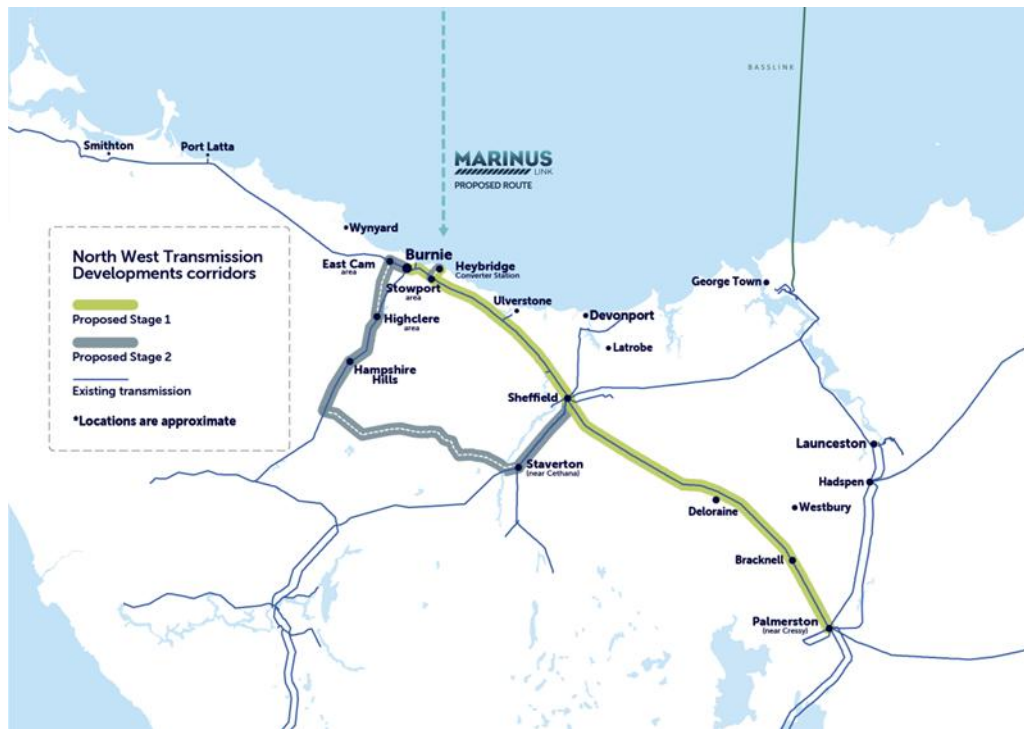 BASSLINK
Smithton
Port Latta
MARINUS
LINK
PROPOSED ROUTE
Wynyard
North West Transmission
Developments corridors
Proposed Stage 1
Proposed Stage 2
Existing transmission
*Locations are approximate
Burnie
East Cam
area
Heybridge
Converter Station
Stowport
area
Ulverstone
George Town
Devonport
Highclere
area
Latrobe
Hampshire
Hills
Sheffield
Launceston
Staverton
(near Cethana)
Hadspen
Westbury
Deloraine
Bracknell
Palmerston
(near Cressy)